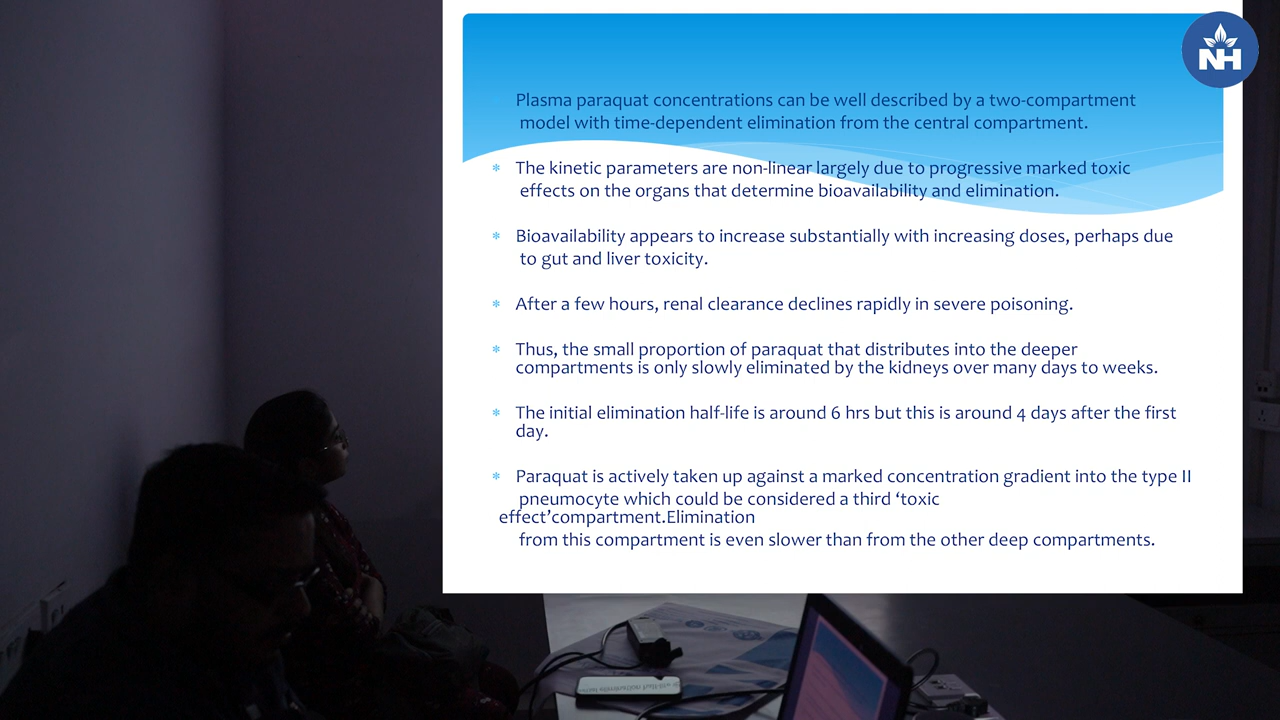 NH
Plasma paraquat concentrations can be well described by a two-compartment
model with time-dependent elimination from the central compartment.
* The kinetic parameters are non-linear largely due to progressive marked toxic
effects on the organs that determine bioavailability and elimination.
* Bioavailability appears to increase substantially with increasing doses, perhaps due
to gut and liver toxicity.
* After a few hours, renal clearance declines rapidly in severe poisoning.
* Thus, the small proportion of paraquat that distributes into the deeper
compartments is only slowly eliminated by the kidneys over many days to weeks.
* The initial elimination half-life is around 6 hrs but this is around 4 days after the first
day.
* Paraquat is actively taken up against a marked concentration gradient into the type II
pneumocyte which could be considered a third ‘toxic
effect’compartment.Elimination
from this compartment is even slower than from the other deep compartments.